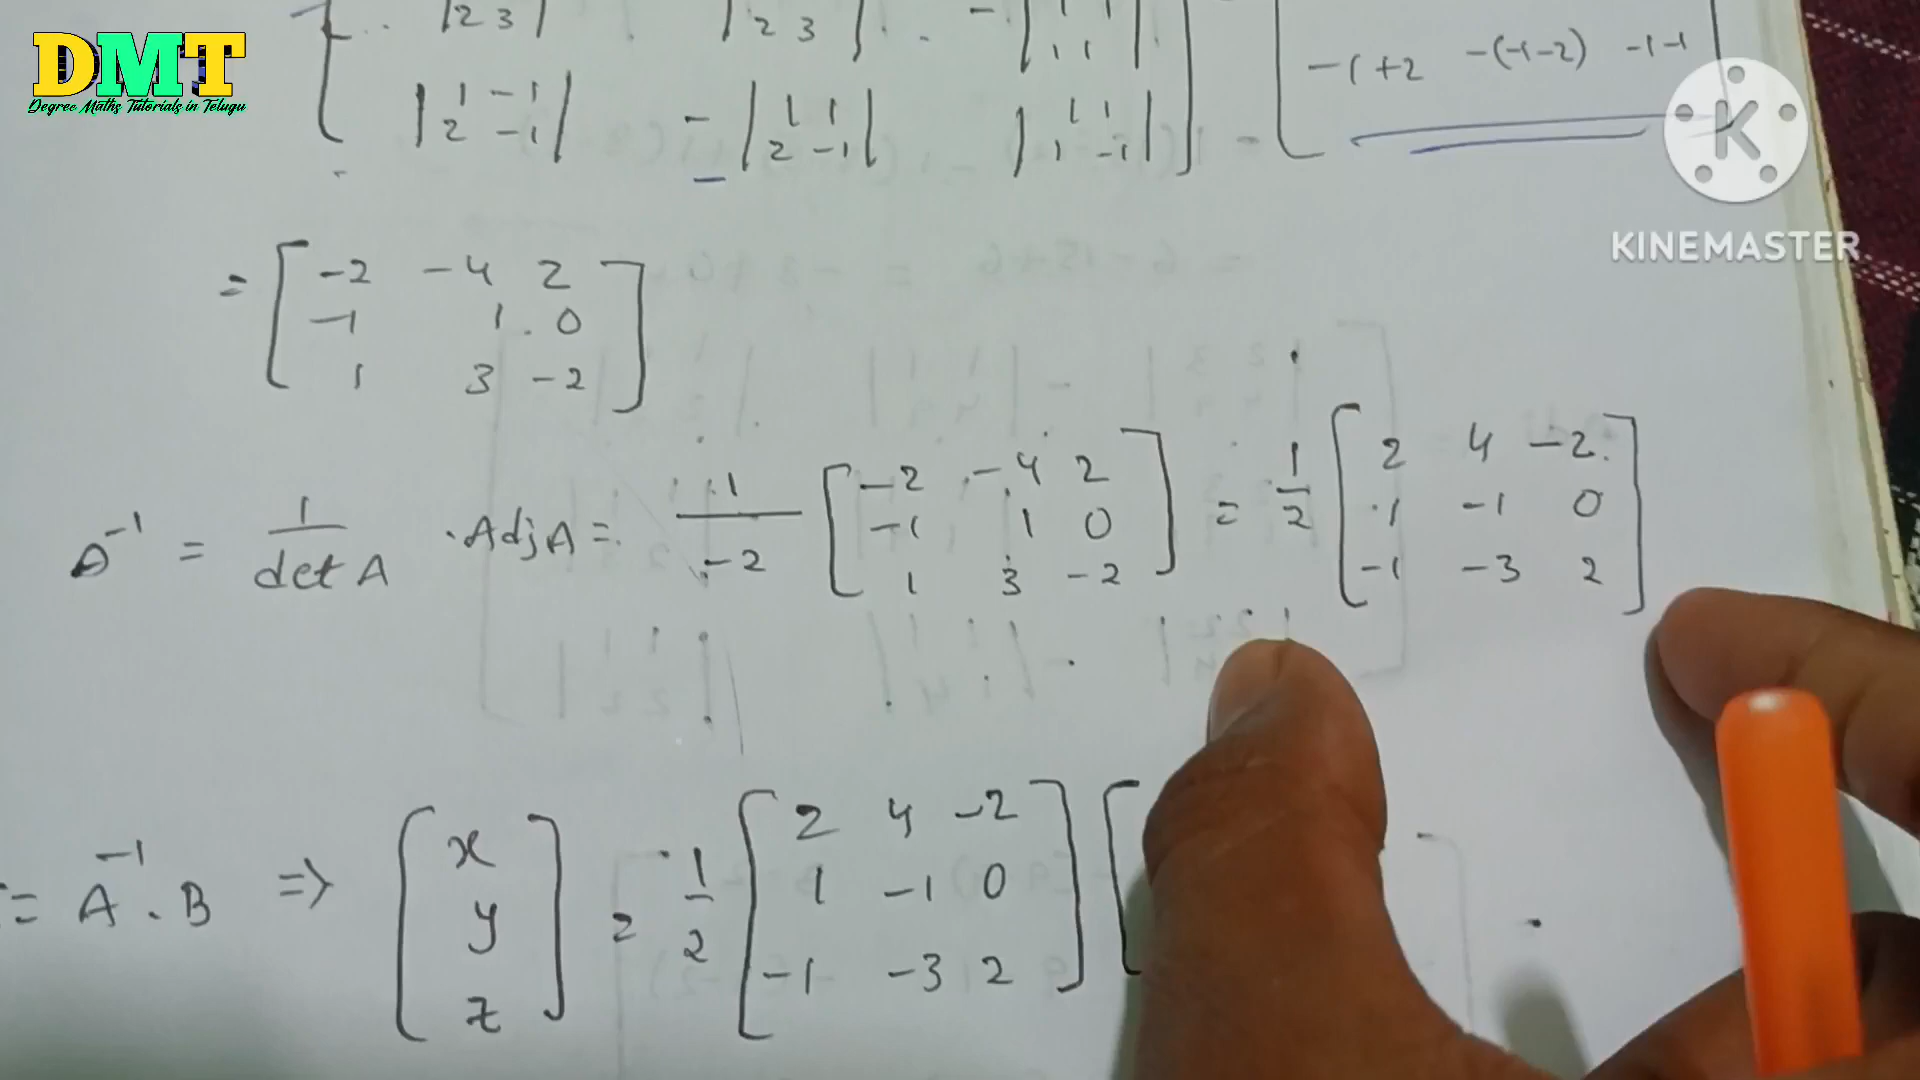 DMT
Degree Maths Tutorials in Telugu
KINEMASTER
|2 3| |2 3| - |1 1|
-1+2 -(-1-2) -1-1
|1 -1| - |1 1| |1 1|
|2 -1| |2 -1| |1 -1|
= [-2 -4 2]
[-1 1 0]
[1 3 -2]
A⁻¹ = 1/det A . Adj A = 1/-2 [-2 -4 2] = 1/2 [2 4 -2]
[-1 1 0] [1 -1 0]
[1 3 -2] [-1 -3 2]
= A⁻¹ . B ⇒ [x] = 1/2 [2 4 -2] [
[y] [1 -1 0]
[z] [-1 -3 2]